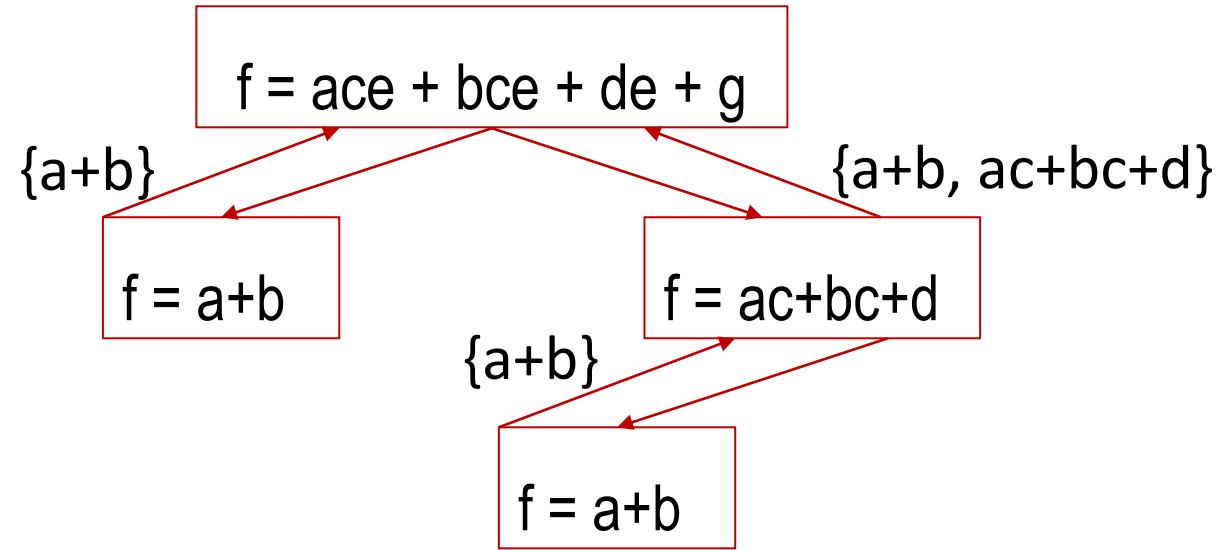 f = ace + bce + de + g
{a+b}
{a+b, ac+bc+d}
f = a+b
f = ac+bc+d
{a+b}
f = a+b